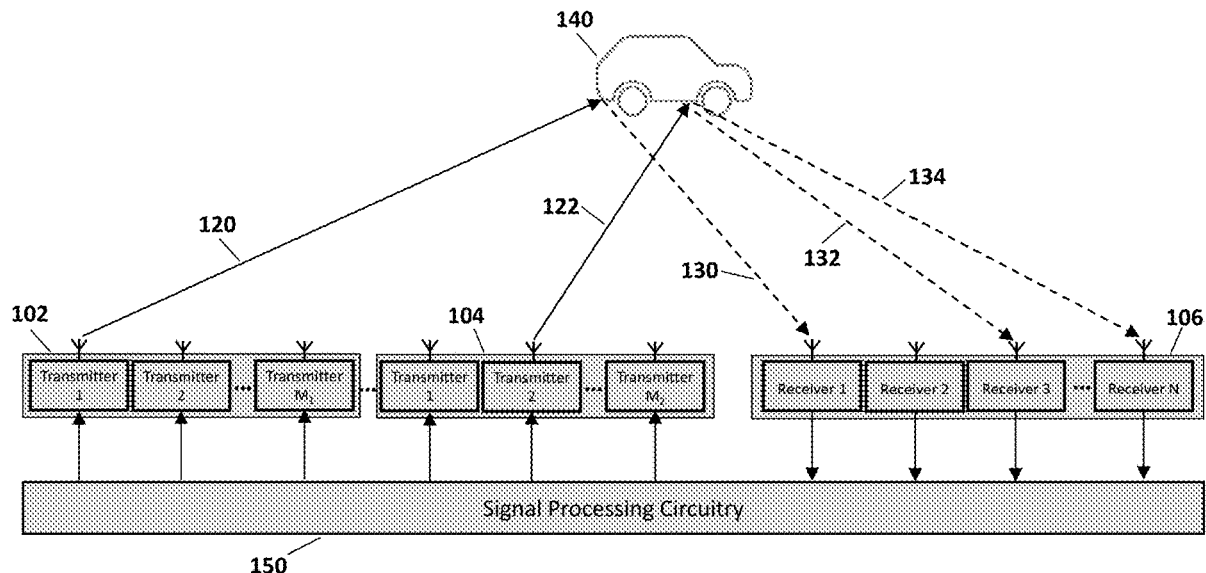 140
134
122
120
132
130
102
104
106
Transmitter 1
Transmitter 2
...
Transmitter M₁
...
Transmitter 1
Transmitter 2
...
Transmitter M₂
Receiver 1
Receiver 2
Receiver 3
...
Receiver N
Signal Processing Circuitry
150